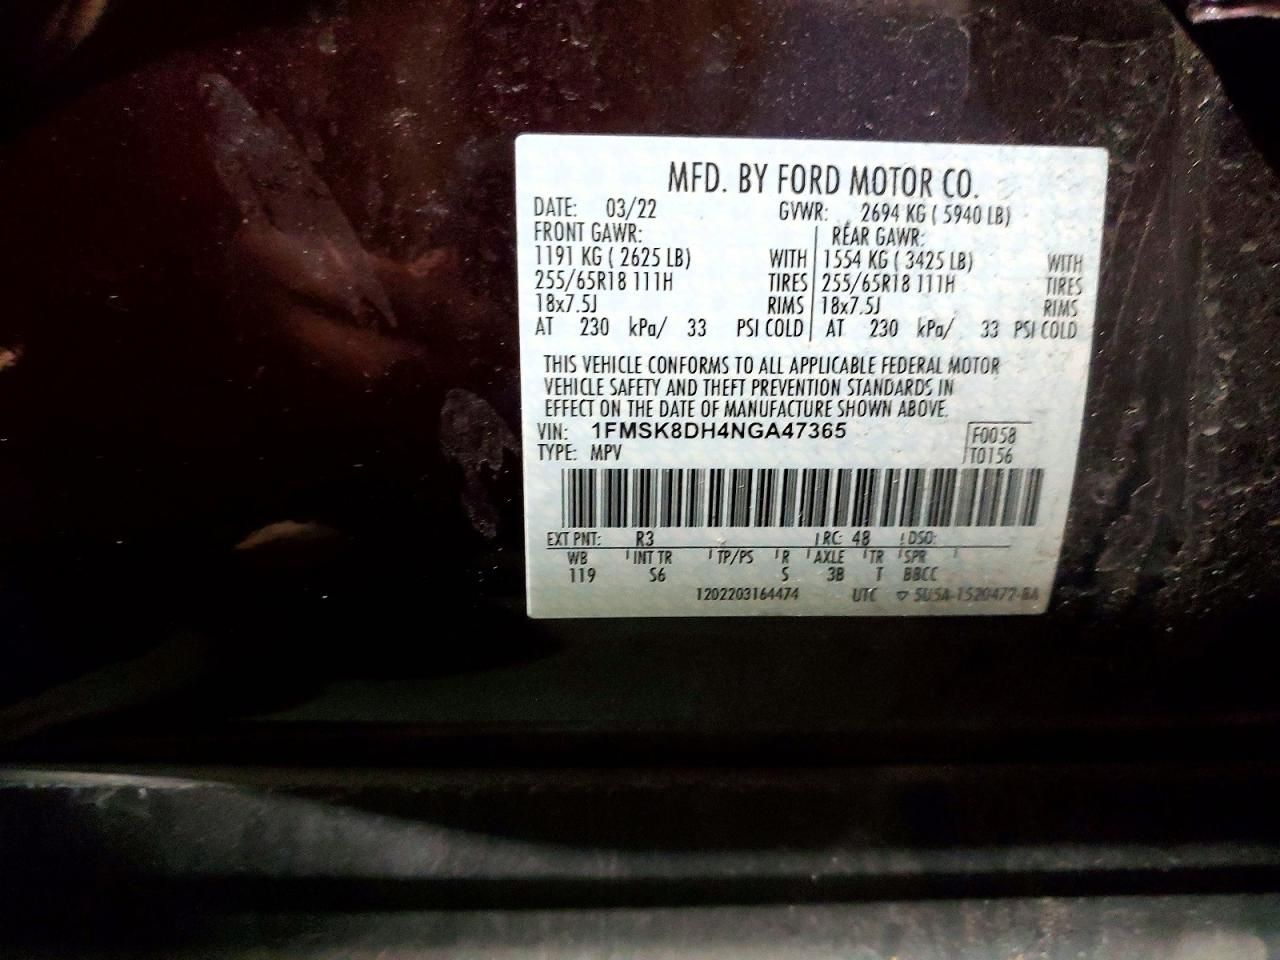 MFD. BY FORD MOTOR CO.
DATE: 03/22 GVWR: 2694 KG ( 5940 LB)
FRONT GAWR: REAR GAWR:
1191 KG ( 2625 LB) WITH 1554 KG ( 3425 LB) WITH
255/65R18 111H TIRES 255/65R18 111H TIRES
18x7.5J RIMS 18x7.5J RIMS
AT 230 kPa/ 33 PSI COLD AT 230 kPa/ 33 PSI COLD
THIS VEHICLE CONFORMS TO ALL APPLICABLE FEDERAL MOTOR
VEHICLE SAFETY AND THEFT PREVENTION STANDARDS IN
EFFECT ON THE DATE OF MANUFACTURE SHOWN ABOVE.
VIN: 1FMSK8DH4NGA47365 F0058
TYPE: MPV T0156
EXT PNT: R3 RC: 48 DSO:
WB INT TR TP/PS R AXLE TR SPR
119 S6 S 3B T BBCC
1202203164474 UTC ▽ 5U5A-1520472-BA